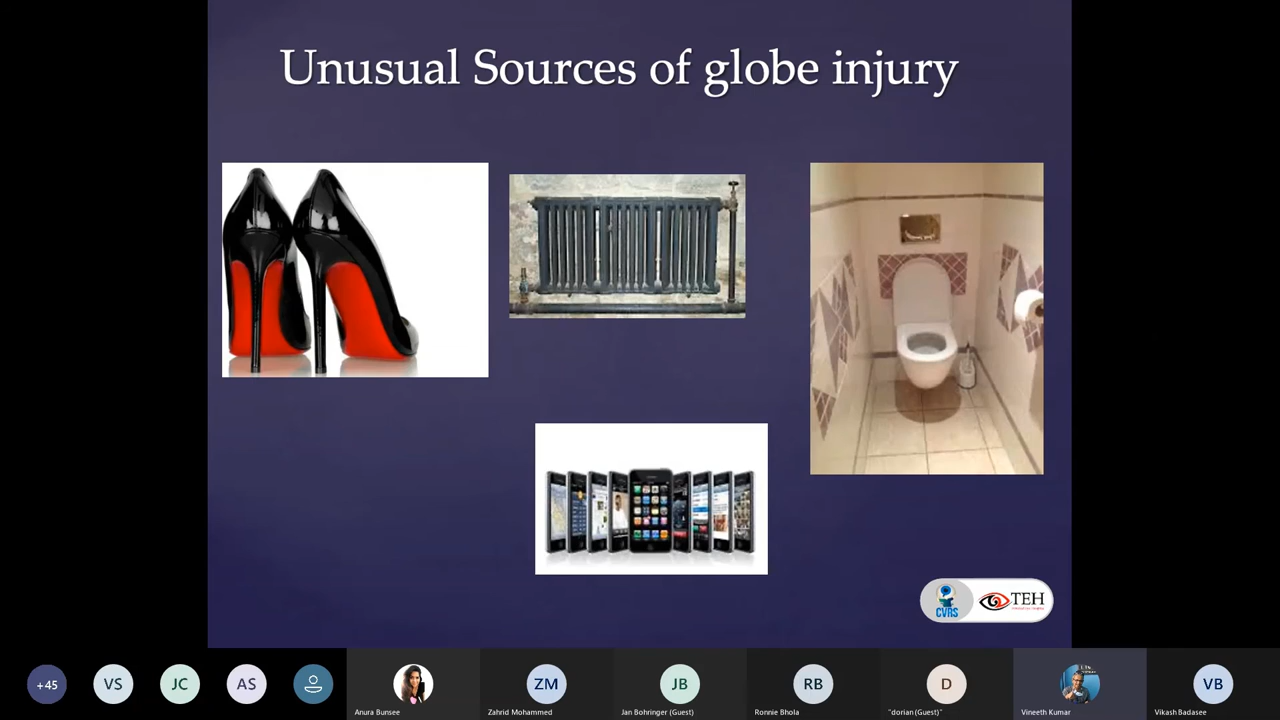 Unusual Sources of globe injury
CVRS
TEH
+45
VS
JC
AS
Anura Bunsee
ZM
Zahrid Mohammed
JB
Jan Bohringer (Guest)
RB
Ronnie Bhola
D
"dorian (Guest)"
Vineeth Kumar
VB
Vikash Badasee